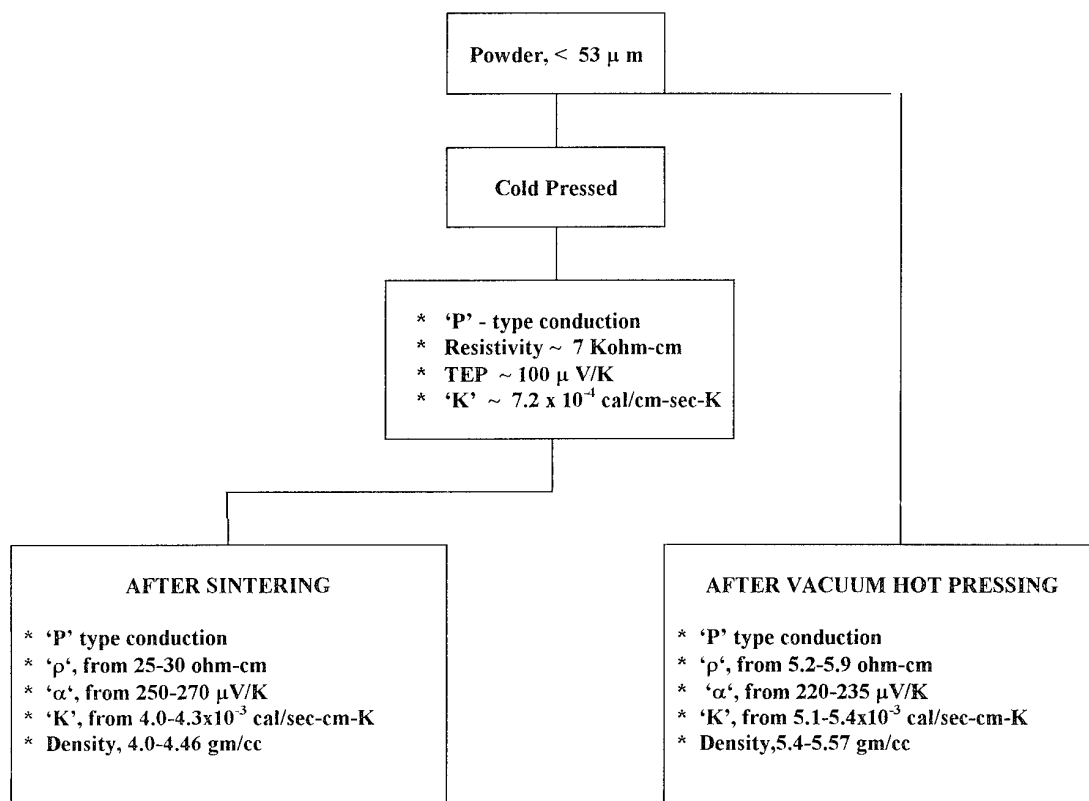 Powder, < 53 μ m
Cold Pressed
* ‘P’ - type conduction
* Resistivity ~ 7 Kohm-cm
* TEP ~ 100 μ V/K
* ‘K’ ~ 7.2 x 10⁻⁴ cal/cm-sec-K
AFTER SINTERING
* ‘P’ type conduction
* ‘ρ‘, from 25-30 ohm-cm
* ‘α‘, from 250-270 μV/K
* ‘K’, from 4.0-4.3x10⁻³ cal/sec-cm-K
* Density, 4.0-4.46 gm/cc
AFTER VACUUM HOT PRESSING
* ‘P’ type conduction
* ‘ρ‘, from 5.2-5.9 ohm-cm
* ‘α‘, from 220-235 μV/K
* ‘K’, from 5.1-5.4x10⁻³ cal/sec-cm-K
* Density,5.4-5.57 gm/cc